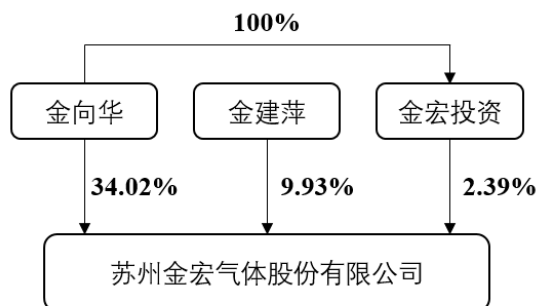 100%
金向华
金建萍
金宏投资
34.02%
9.93%
2.39%
苏州金宏气体股份有限公司